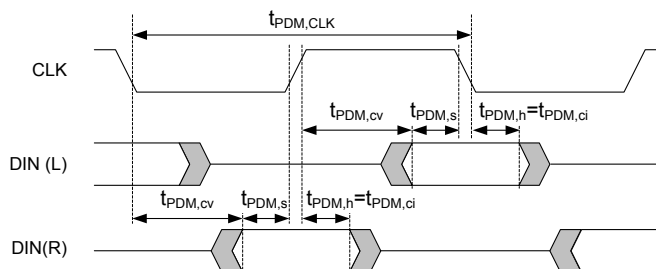 tPDM,CLK
CLK
tPDM,cv
tPDM,s
tPDM,h=tPDM,ci
DIN (L)
tPDM,cv
tPDM,s
tPDM,h=tPDM,ci
DIN(R)